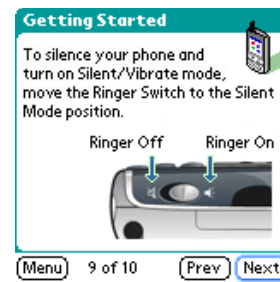 Getting Started
To silence your phone and
turn on Silent/Vibrate mode,
move the Ringer Switch to the Silent
Mode position.
Ringer Off Ringer On
Menu 9 of 10 Prev Next